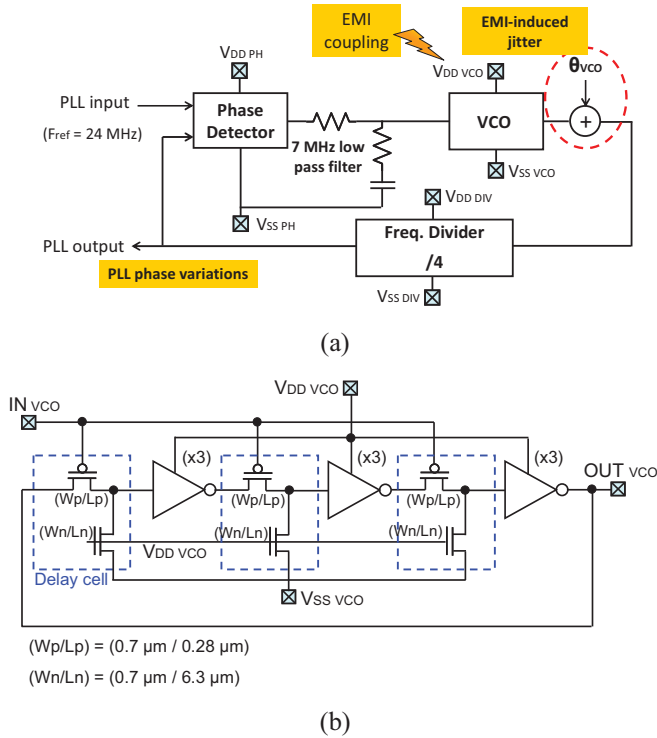 EMI
coupling
EMI-induced
jitter
VDD PH
VDD VCO
θVCO
PLL input
(Fref = 24 MHz)
Phase
Detector
VCO
+
7 MHz low
pass filter
VSS PH
VSS VCO
VDD DIV
PLL output
Freq. Divider
/4
PLL phase variations
VSS DIV
(a)
VDD VCO
IN VCO
(x3)
(x3)
(x3)
OUT VCO
(Wp/Lp)
(Wp/Lp)
(Wp/Lp)
(Wn/Ln)
(Wn/Ln)
(Wn/Ln)
VDD VCO
Delay cell
VSS VCO
(Wp/Lp) = (0.7 µm / 0.28 µm)
(Wn/Ln) = (0.7 µm / 6.3 µm)
(b)